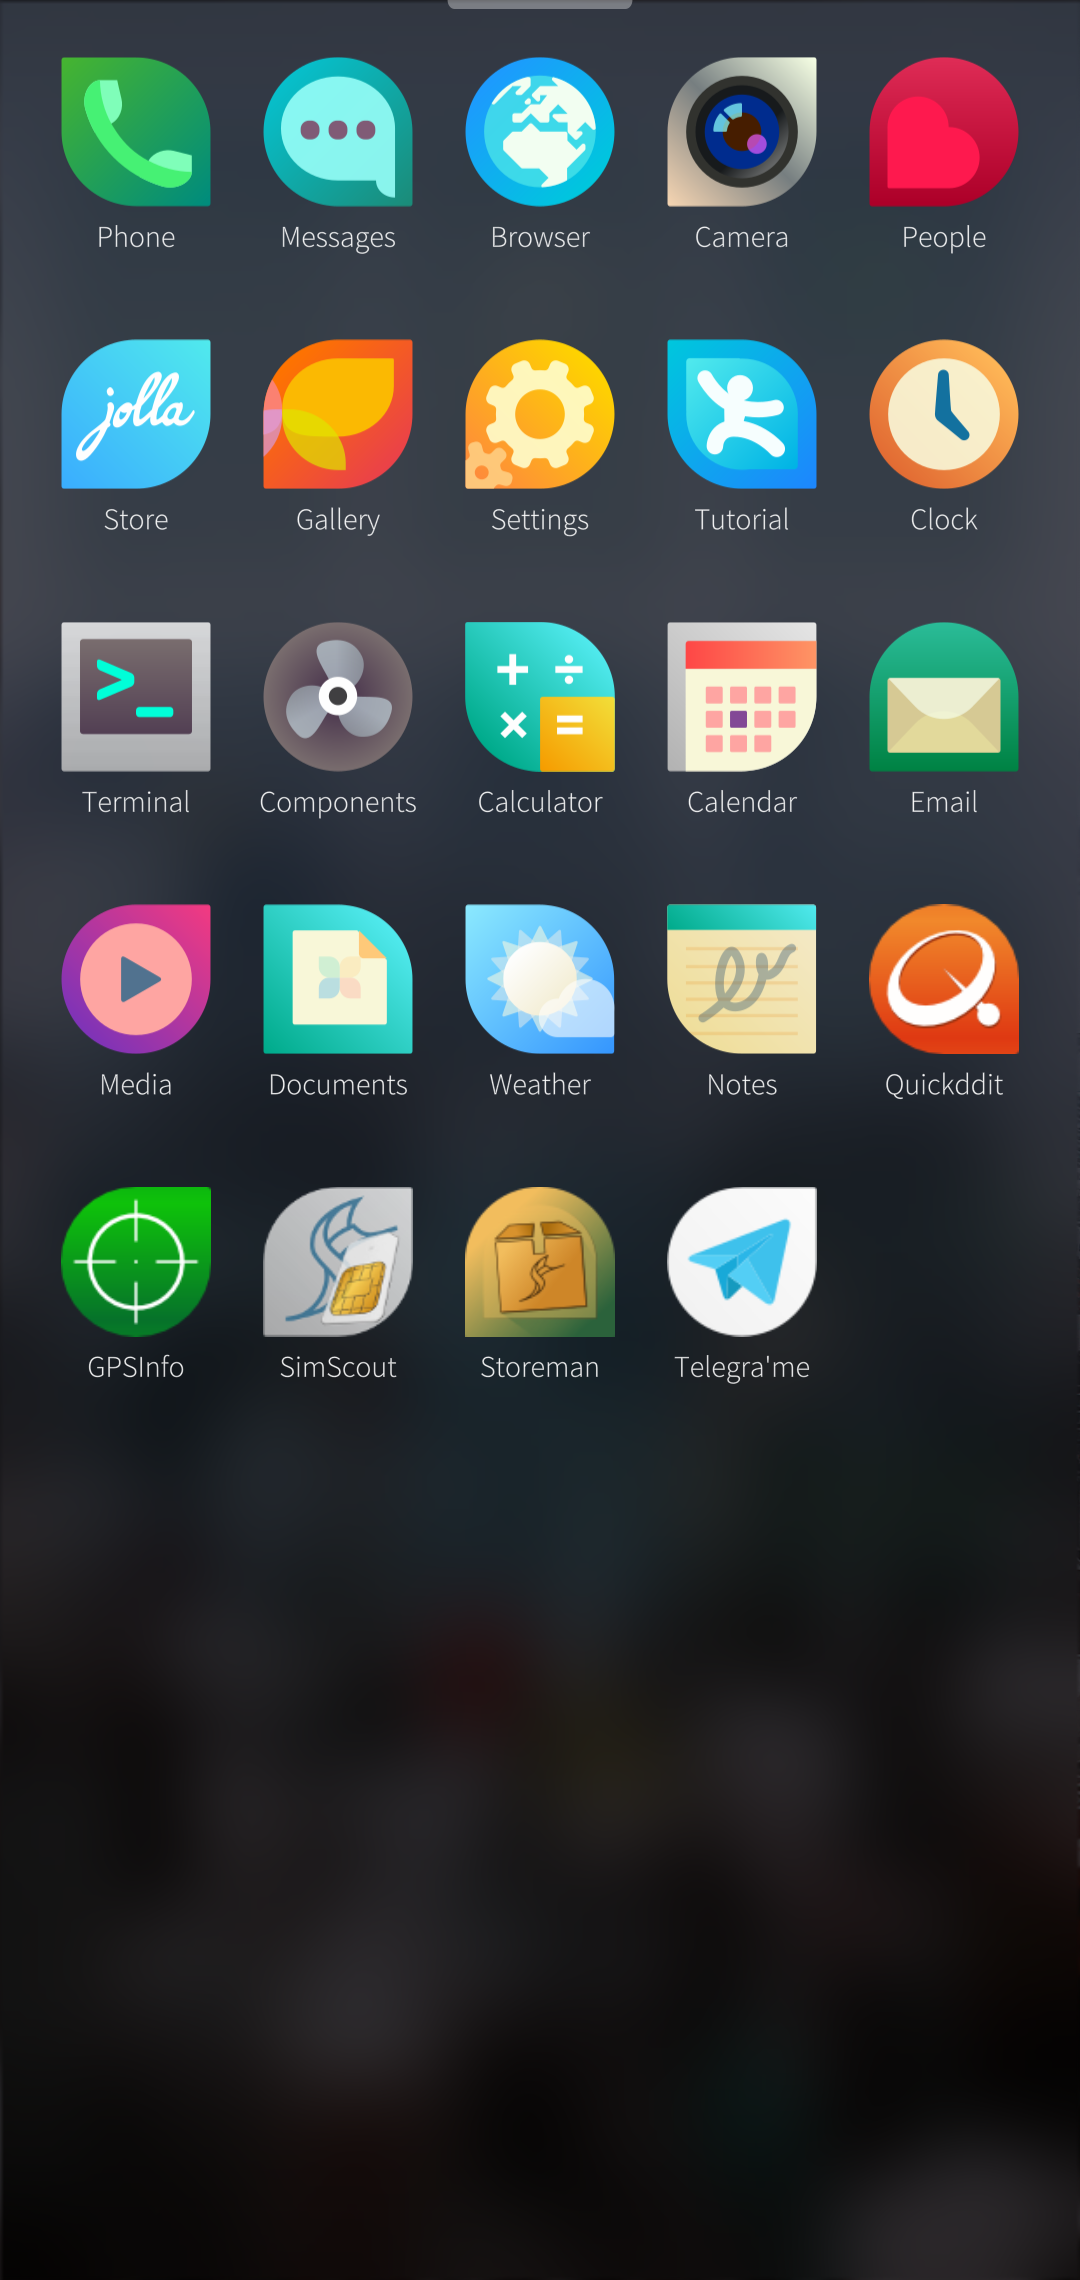 Phone Messages Browser Camera People
jolla
Store Gallery Settings Tutorial Clock
>_
Terminal Components Calculator Calendar Email
Media Documents Weather Notes Quickddit
GPSInfo SimScout Storeman Telegra'me